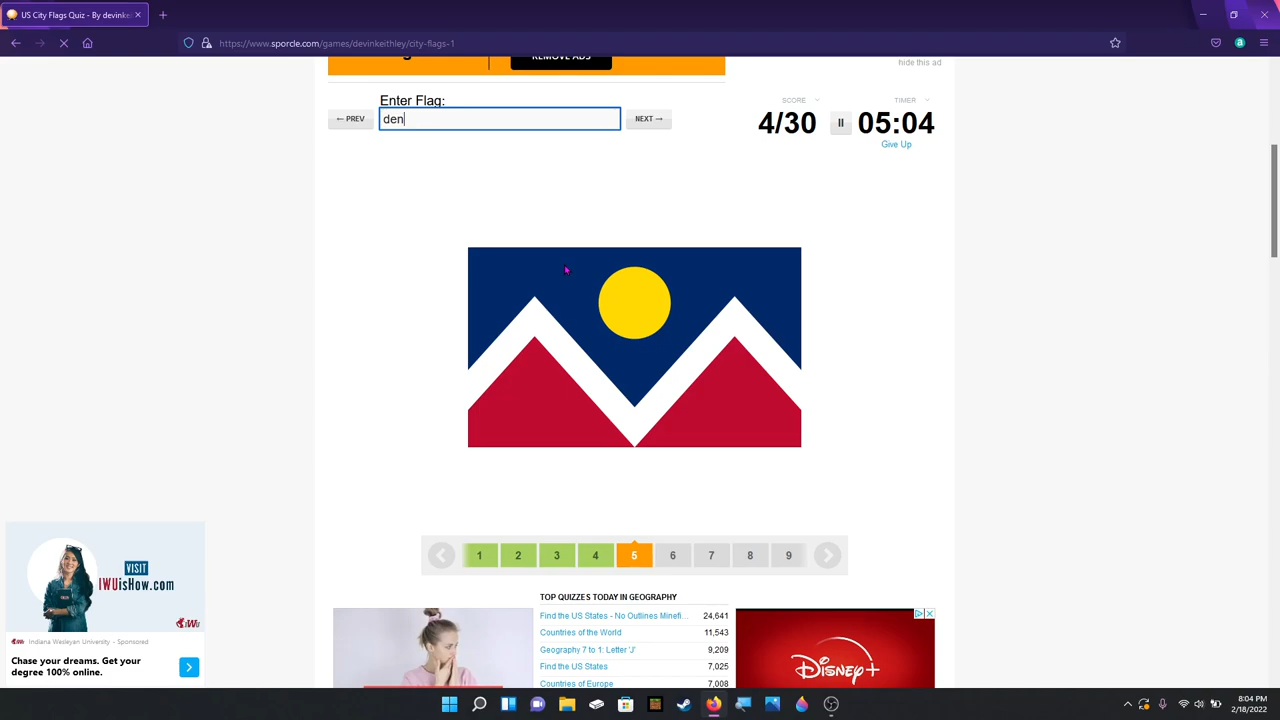 US City Flags Quiz - By devinkei
https://www.sporcle.com/games/devinkeithley/city-flags-1
REMOVE ADS
hide this ad
Enter Flag:
← PREV
den
NEXT →
SCORE
4/30
TIMER
05:04
Give Up
1 2 3 4 5 6 7 8 9
VISIT
IWUisHow.com
IWU
Indiana Wesleyan University - Sponsored
Chase your dreams. Get your
degree 100% online.
TOP QUIZZES TODAY IN GEOGRAPHY
Find the US States - No Outlines Minefi... 24,641
Countries of the World 11,543
Geography 7 to 1: Letter 'J' 9,209
Find the US States 7,025
Countries of Europe 7,008
Disney+
8:04 PM
2/18/2022